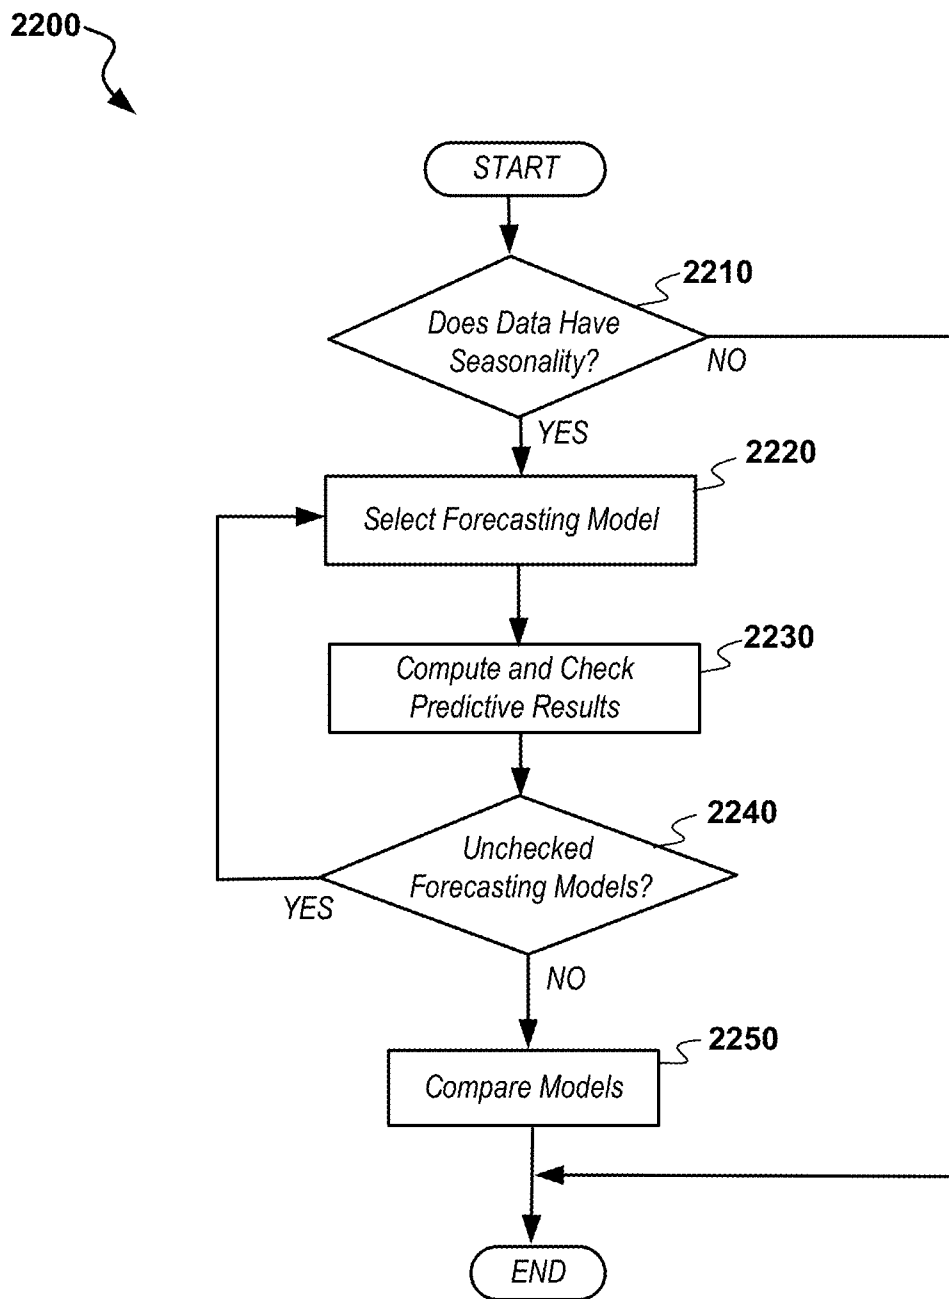 2200
START
2210
Does Data Have
Seasonality?
NO
YES
2220
Select Forecasting Model
2230
Compute and Check
Predictive Results
2240
Unchecked
Forecasting Models?
YES
NO
2250
Compare Models
END